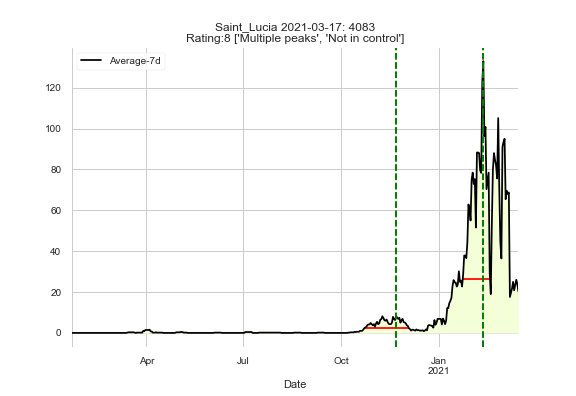 Saint_Lucia 2021-03-17: 4083
Rating:8 ['Multiple peaks', 'Not in control']
Average-7d
120
100
80
60
40
20
0
Apr
Jul
Oct
Jan
2021
Date